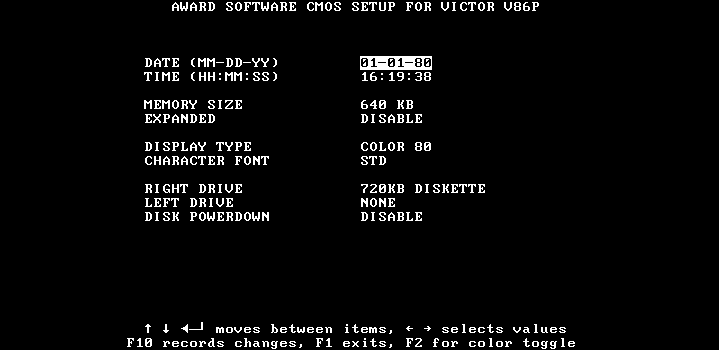 AWARD SOFTWARE CMOS SETUP FOR VICTOR V86P
DATE (MM-DD-YY) 01-01-80
TIME (HH:MM:SS) 16:19:38
MEMORY SIZE 640 KB
EXPANDED DISABLE
DISPLAY TYPE COLOR 80
CHARACTER FONT STD
RIGHT DRIVE 720KB DISKETTE
LEFT DRIVE NONE
DISK POWERDOWN DISABLE
↑ ↓ ◄─┘ moves between items, ← → selects values
F10 records changes, F1 exits, F2 for color toggle